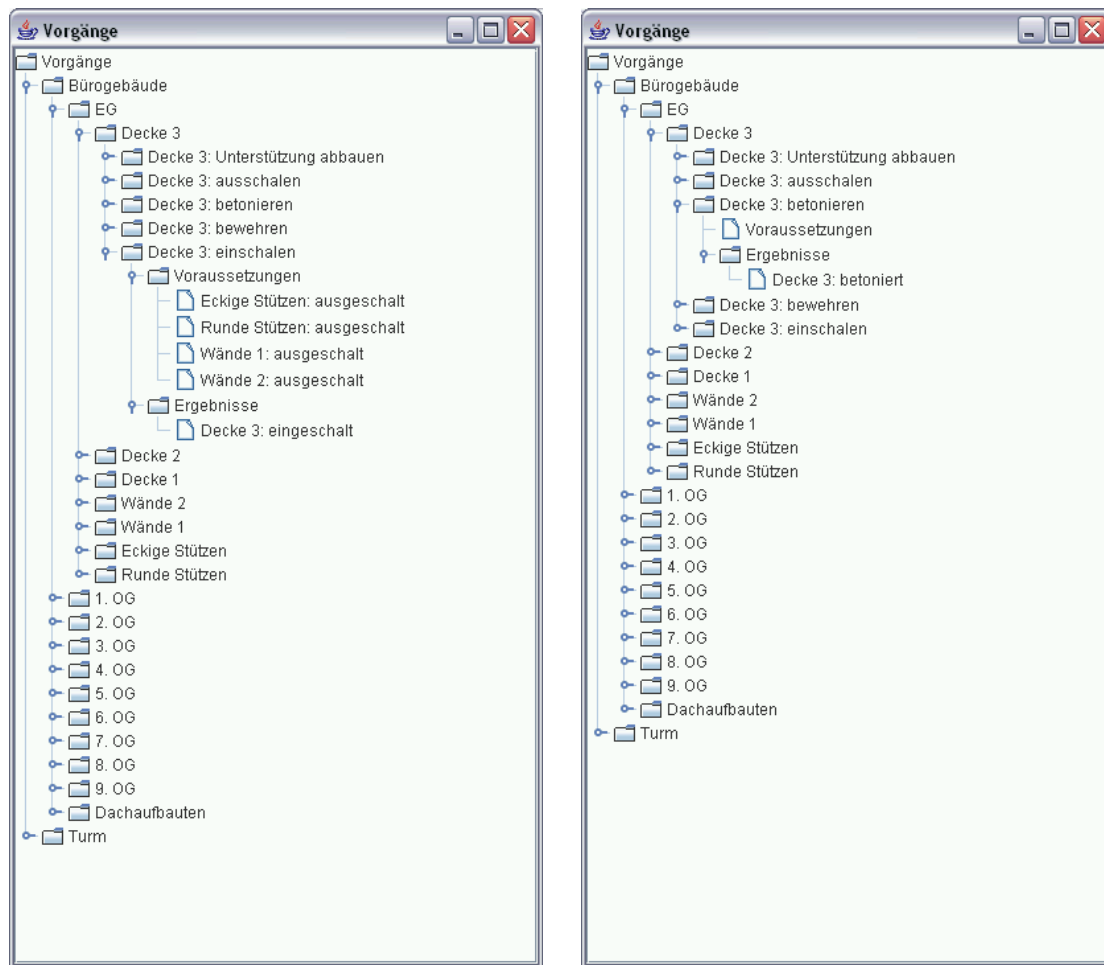 Vorgänge
Vorgänge
Bürogebäude
EG
Decke 3
Decke 3: Unterstützung abbauen
Decke 3: ausschalen
Decke 3: betonieren
Decke 3: bewehren
Decke 3: einschalen
Voraussetzungen
Eckige Stützen: ausgeschalt
Runde Stützen: ausgeschalt
Wände 1: ausgeschalt
Wände 2: ausgeschalt
Ergebnisse
Decke 3: eingeschalt
Decke 2
Decke 1
Wände 2
Wände 1
Eckige Stützen
Runde Stützen
1. OG
2. OG
3. OG
4. OG
5. OG
6. OG
7. OG
8. OG
9. OG
Dachaufbauten
Turm
Vorgänge
Vorgänge
Bürogebäude
EG
Decke 3
Decke 3: Unterstützung abbauen
Decke 3: ausschalen
Decke 3: betonieren
Voraussetzungen
Ergebnisse
Decke 3: betoniert
Decke 3: bewehren
Decke 3: einschalen
Decke 2
Decke 1
Wände 2
Wände 1
Eckige Stützen
Runde Stützen
1. OG
2. OG
3. OG
4. OG
5. OG
6. OG
7. OG
8. OG
9. OG
Dachaufbauten
Turm